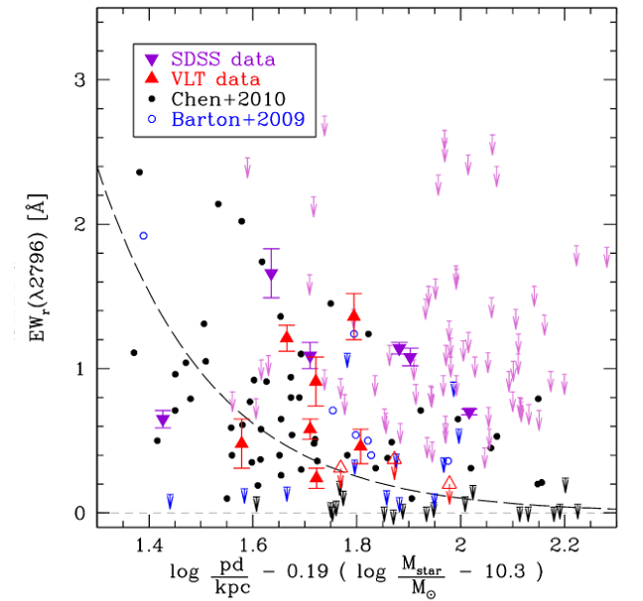 3
SDSS data
VLT data
Chen+2010
Barton+2009
2
EWr(λ2796) [Å]
1
0
1.4 1.6 1.8 2 2.2
log pd/kpc − 0.19 ( log Mstar/M⊙ − 10.3)